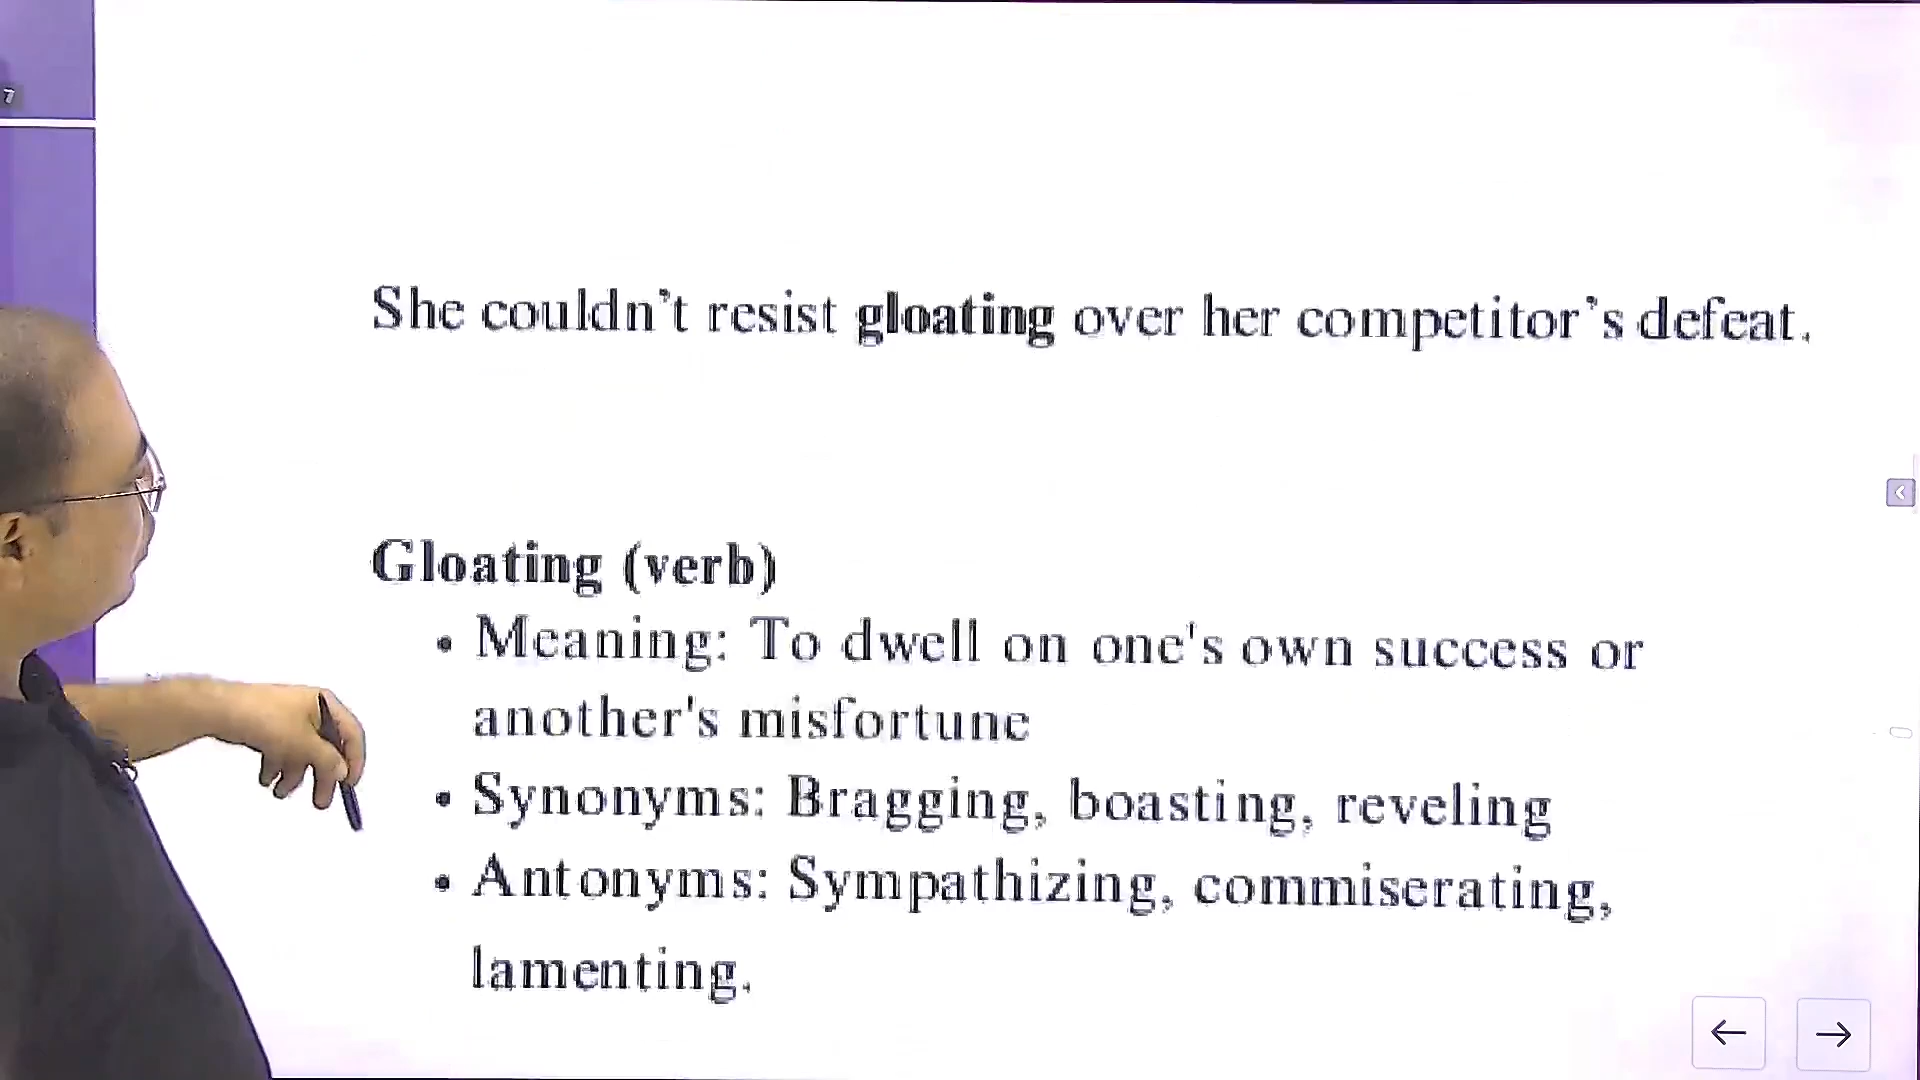 7
She couldn't resist gloating over her competitor's defeat.
Gloating (verb)
• Meaning: To dwell on one's own success or
another's misfortune
• Synonyms: Bragging, boasting, reveling
• Antonyms: Sympathizing, commiserating,
lamenting.